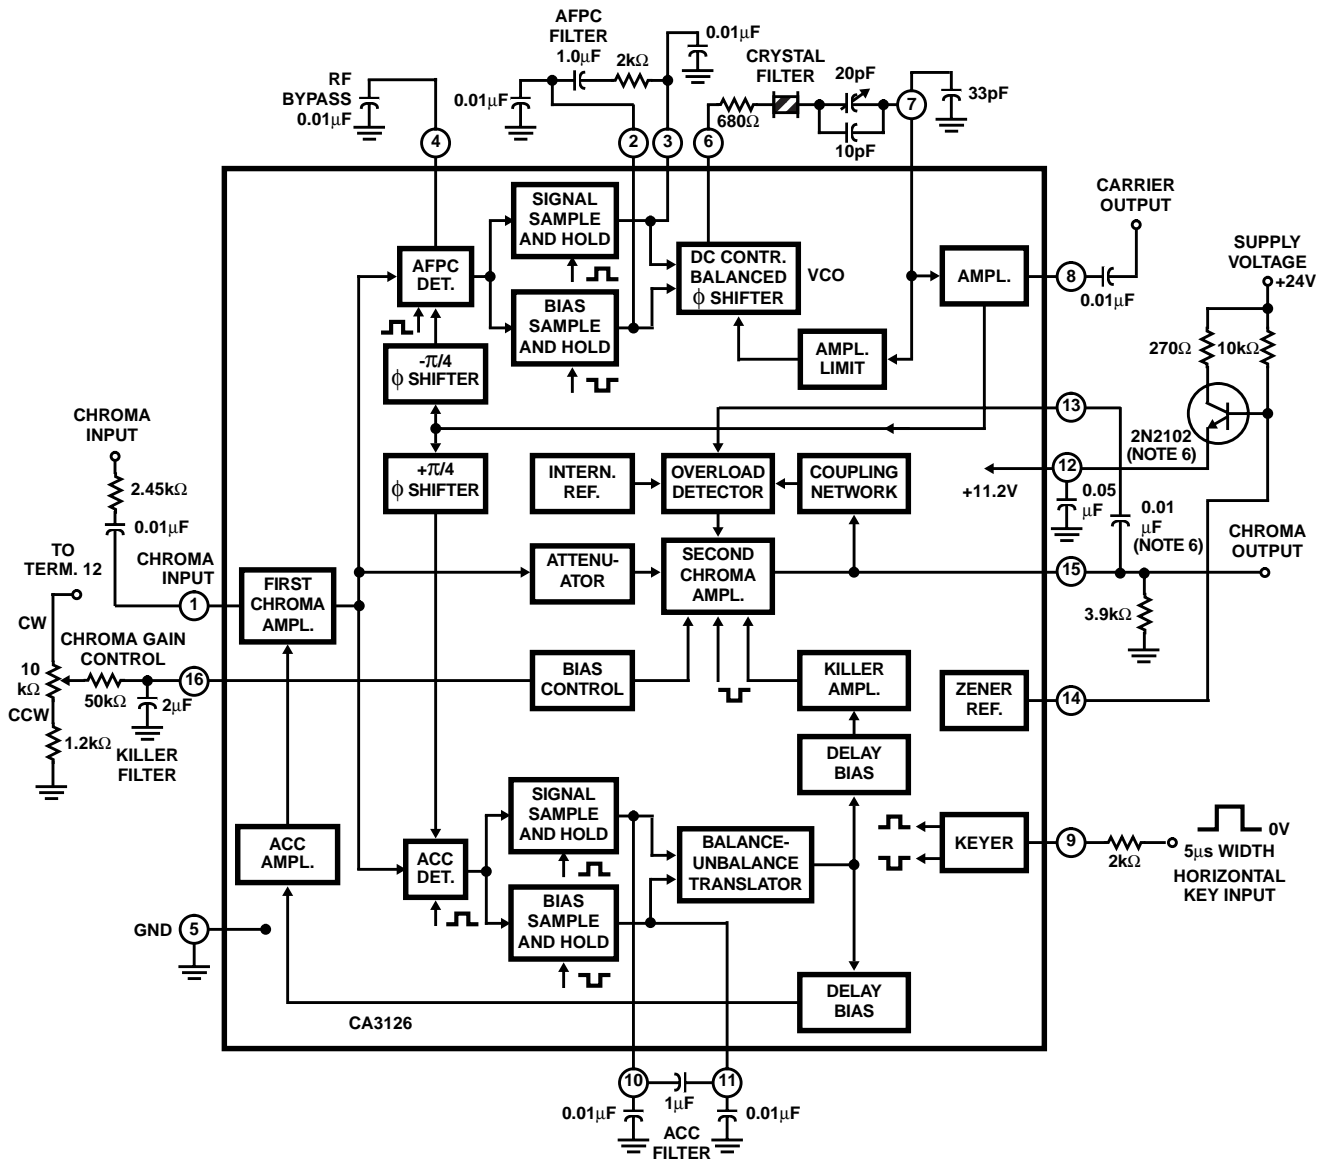 AFPC
FILTER
1.0μF
2kΩ
0.01μF
CRYSTAL
FILTER
20pF
RF
BYPASS
0.01μF
0.01μF
680Ω
10pF
33pF
4
2
3
6
7
SIGNAL
SAMPLE
AND HOLD
CARRIER
OUTPUT
AFPC
DET.
DC CONTR.
BALANCED
ϕ SHIFTER
VCO
AMPL.
8
0.01μF
SUPPLY
VOLTAGE
+24V
BIAS
SAMPLE
AND HOLD
-π/4
ϕ SHIFTER
AMPL.
LIMIT
270Ω
10kΩ
CHROMA
INPUT
13
2N2102
(NOTE 6)
2.45kΩ
+π/4
ϕ SHIFTER
INTERN.
REF.
OVERLOAD
DETECTOR
COUPLING
NETWORK
12
+11.2V
0.05
μF
0.01
μF
(NOTE 6)
0.01μF
CHROMA
OUTPUT
TO
TERM. 12
CHROMA
INPUT
1
FIRST
CHROMA
AMPL.
ATTENU-
ATOR
SECOND
CHROMA
AMPL.
15
3.9kΩ
CW
CHROMA GAIN
CONTROL
10
kΩ
50kΩ
16
2μF
CCW
1.2kΩ
KILLER
FILTER
BIAS
CONTROL
KILLER
AMPL.
ZENER
REF.
14
DELAY
BIAS
SIGNAL
SAMPLE
AND HOLD
ACC
AMPL.
ACC
DET.
BALANCE-
UNBALANCE
TRANSLATOR
KEYER
9
2kΩ
0V
5μs WIDTH
HORIZONTAL
KEY INPUT
BIAS
SAMPLE
AND HOLD
GND
5
DELAY
BIAS
CA3126
10
11
1μF
0.01μF
0.01μF
ACC
FILTER